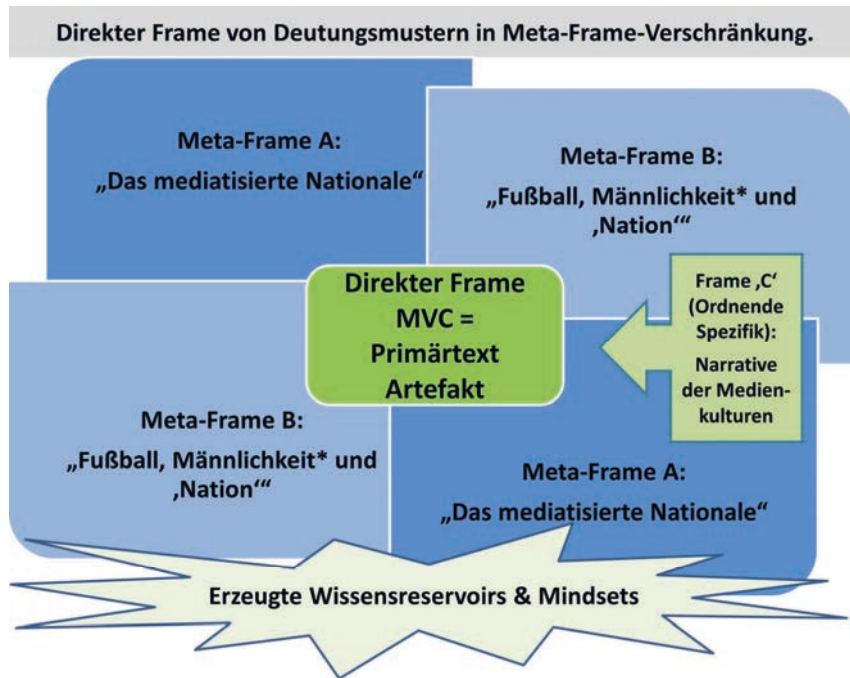 Direkter Frame von Deutungsmustern in Meta-Frame-Verschränkung.
Meta-Frame A:
„Das mediatisierte Nationale“
Meta-Frame B:
„Fußball, Männlichkeit* und
‚Nation‘“
Direkter Frame
MVC =
Primärtext
Artefakt
Frame ‚C‘
(Ordnende
Spezifik):
Narrative
der Medien-
kulturen
Meta-Frame B:
„Fußball, Männlichkeit* und
‚Nation‘“
Meta-Frame A:
„Das mediatisierte Nationale“
Erzeugte Wissensreservoirs & Mindsets